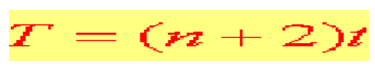 T = (n + 2)t